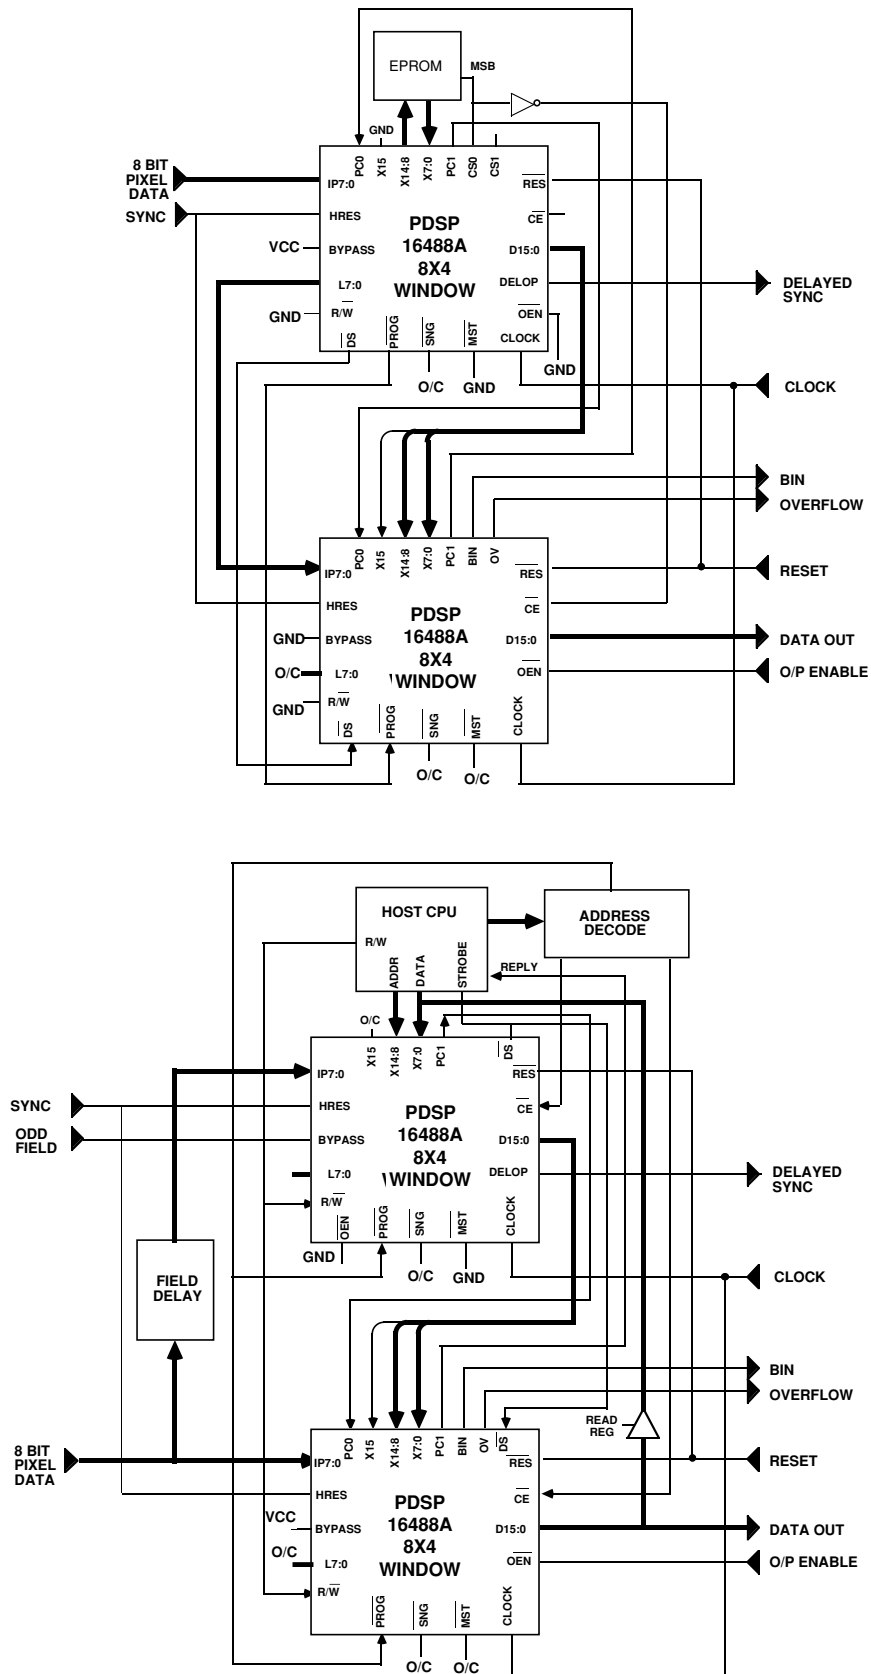 EPROM
MSB
GND
PC0
X15
X14:8
X7:0
PC1
CS0
CS1
8 BIT
PIXEL
DATA
IP7:0
RES
SYNC
HRES
CE
PDSP
16488A
8X4
WINDOW
VCC
BYPASS
D15:0
L7:0
DELOP
DELAYED
SYNC
GND
R/W
OEN
DS
PROG
SNG
MST
CLOCK
O/C
GND
GND
CLOCK
BIN
OVERFLOW
PC0
X15
X14:8
X7:0
PC1
BIN
OV
IP7:0
RES
RESET
HRES
CE
PDSP
16488A
8X4
WINDOW
GND
BYPASS
D15:0
DATA OUT
O/C
L7:0
OEN
O/P ENABLE
GND
R/W
DS
PROG
SNG
MST
CLOCK
O/C
O/C
HOST CPU
ADDRESS
DECODE
R/W
ADDR
DATA
STROBE
REPLY
O/C
X15
X14:8
X7:0
PC1
DS
IP7:0
RES
SYNC
HRES
CE
PDSP
16488A
8X4
WINDOW
ODD
FIELD
BYPASS
D15:0
L7:0
DELOP
DELAYED
SYNC
R/W
OEN
PROG
SNG
MST
CLOCK
GND
O/C
GND
CLOCK
FIELD
DELAY
BIN
OVERFLOW
READ
REG
PC0
X15
X14:8
X7:0
PC1
BIN
OV
DS
8 BIT
PIXEL
DATA
IP7:0
RES
RESET
HRES
CE
PDSP
16488A
8X4
WINDOW
VCC
BYPASS
D15:0
DATA OUT
O/C
L7:0
OEN
O/P ENABLE
R/W
PROG
SNG
MST
CLOCK
O/C
O/C